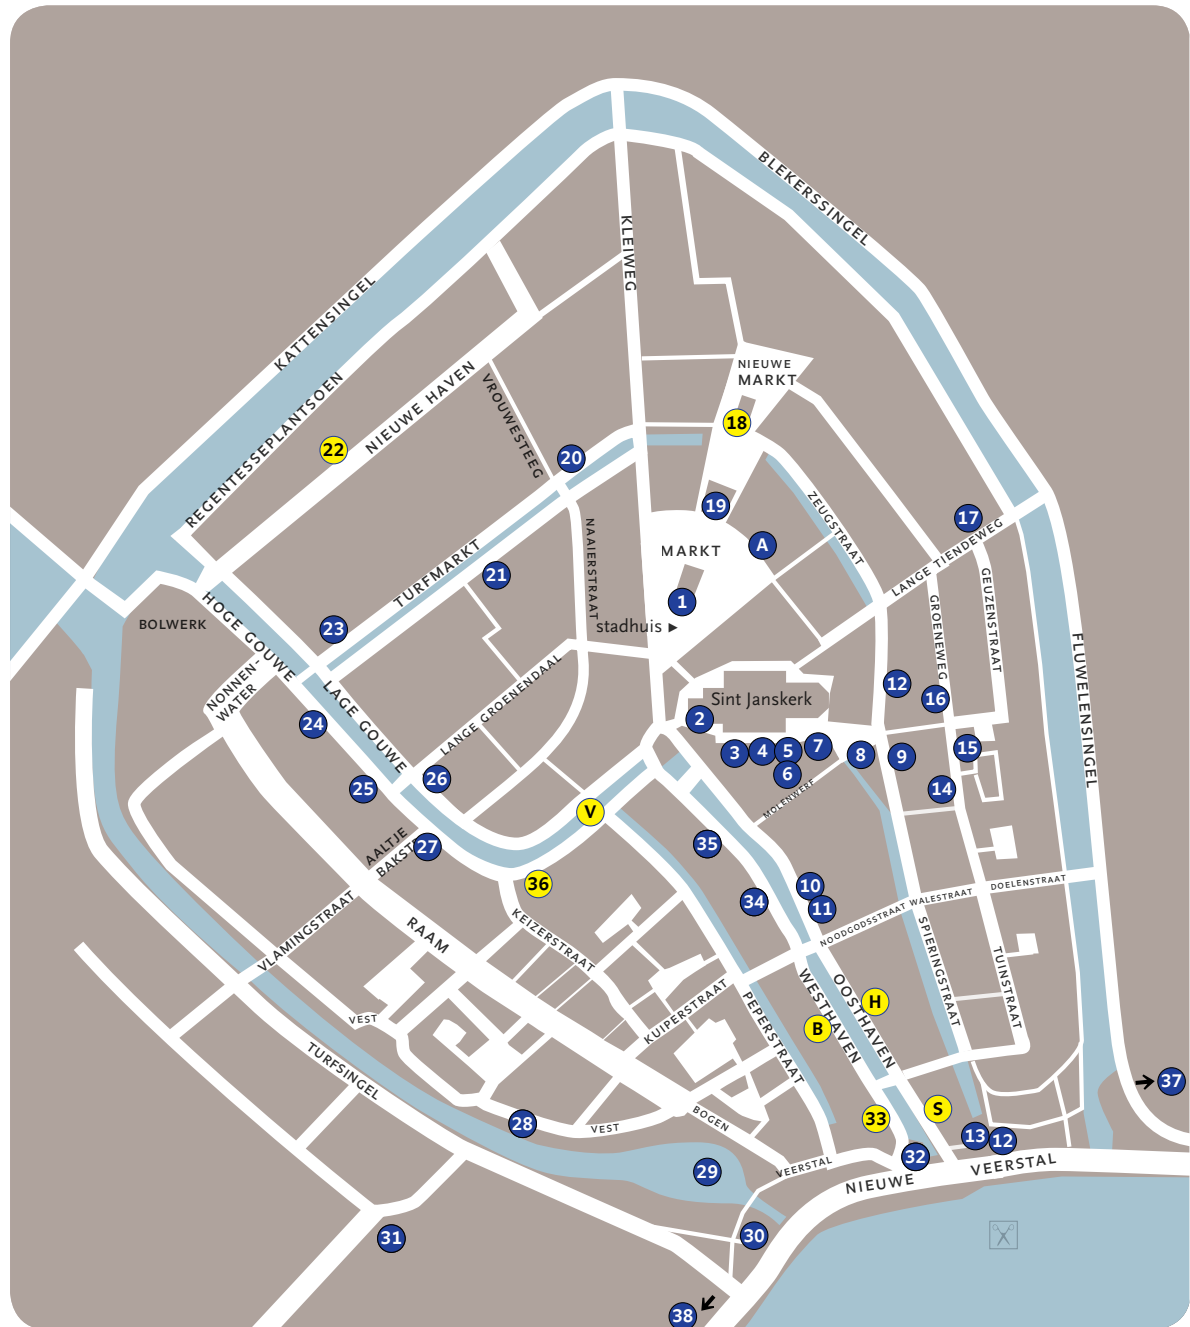 BLEKERSSINGEL
KLEIWEG
KATTENSINGEL
REGENTESSEPLANTSOEN
NIEUWE HAVEN
VROUWESTEEG
NIEUWE
MARKT
18
22
20
19
17
ZEUGSTRAAT
A
MARKT
LANGE TIENDEWEG
21
TURFMARKT
NAAIERSTRAAT
1
stadhuis
GEUZENSTRAAT
GROENEWEG
23
BOLWERK
HOGE GOUWE
NONNEN-
WATER
LAGE GOUWE
LANGE GROENENDAAL
FLUWELENSINGEL
12
16
Sint Janskerk
2
24
3
4
5
7
6
8
9
15
14
MOLENWERF
25
26
V
27
AALTJE
BAKST
35
36
34
10
11
DOELENSTRAAT
WALESTRAAT
NOODGODSSTRAAT
VLAMINGSTRAAT
RAAM
KEIZERSTRAAT
SPIERINGSTRAAT
TUINSTRAAT
KUIPERSTRAAT
PEPERSTRAAT
WESTHAVEN
OOSTHAVEN
H
B
VEST
TURFSINGEL
37
S
33
28
VEST
BOGEN
13
12
32
29
VEERSTAL
NIEUWE
VEERSTAL
30
31
38